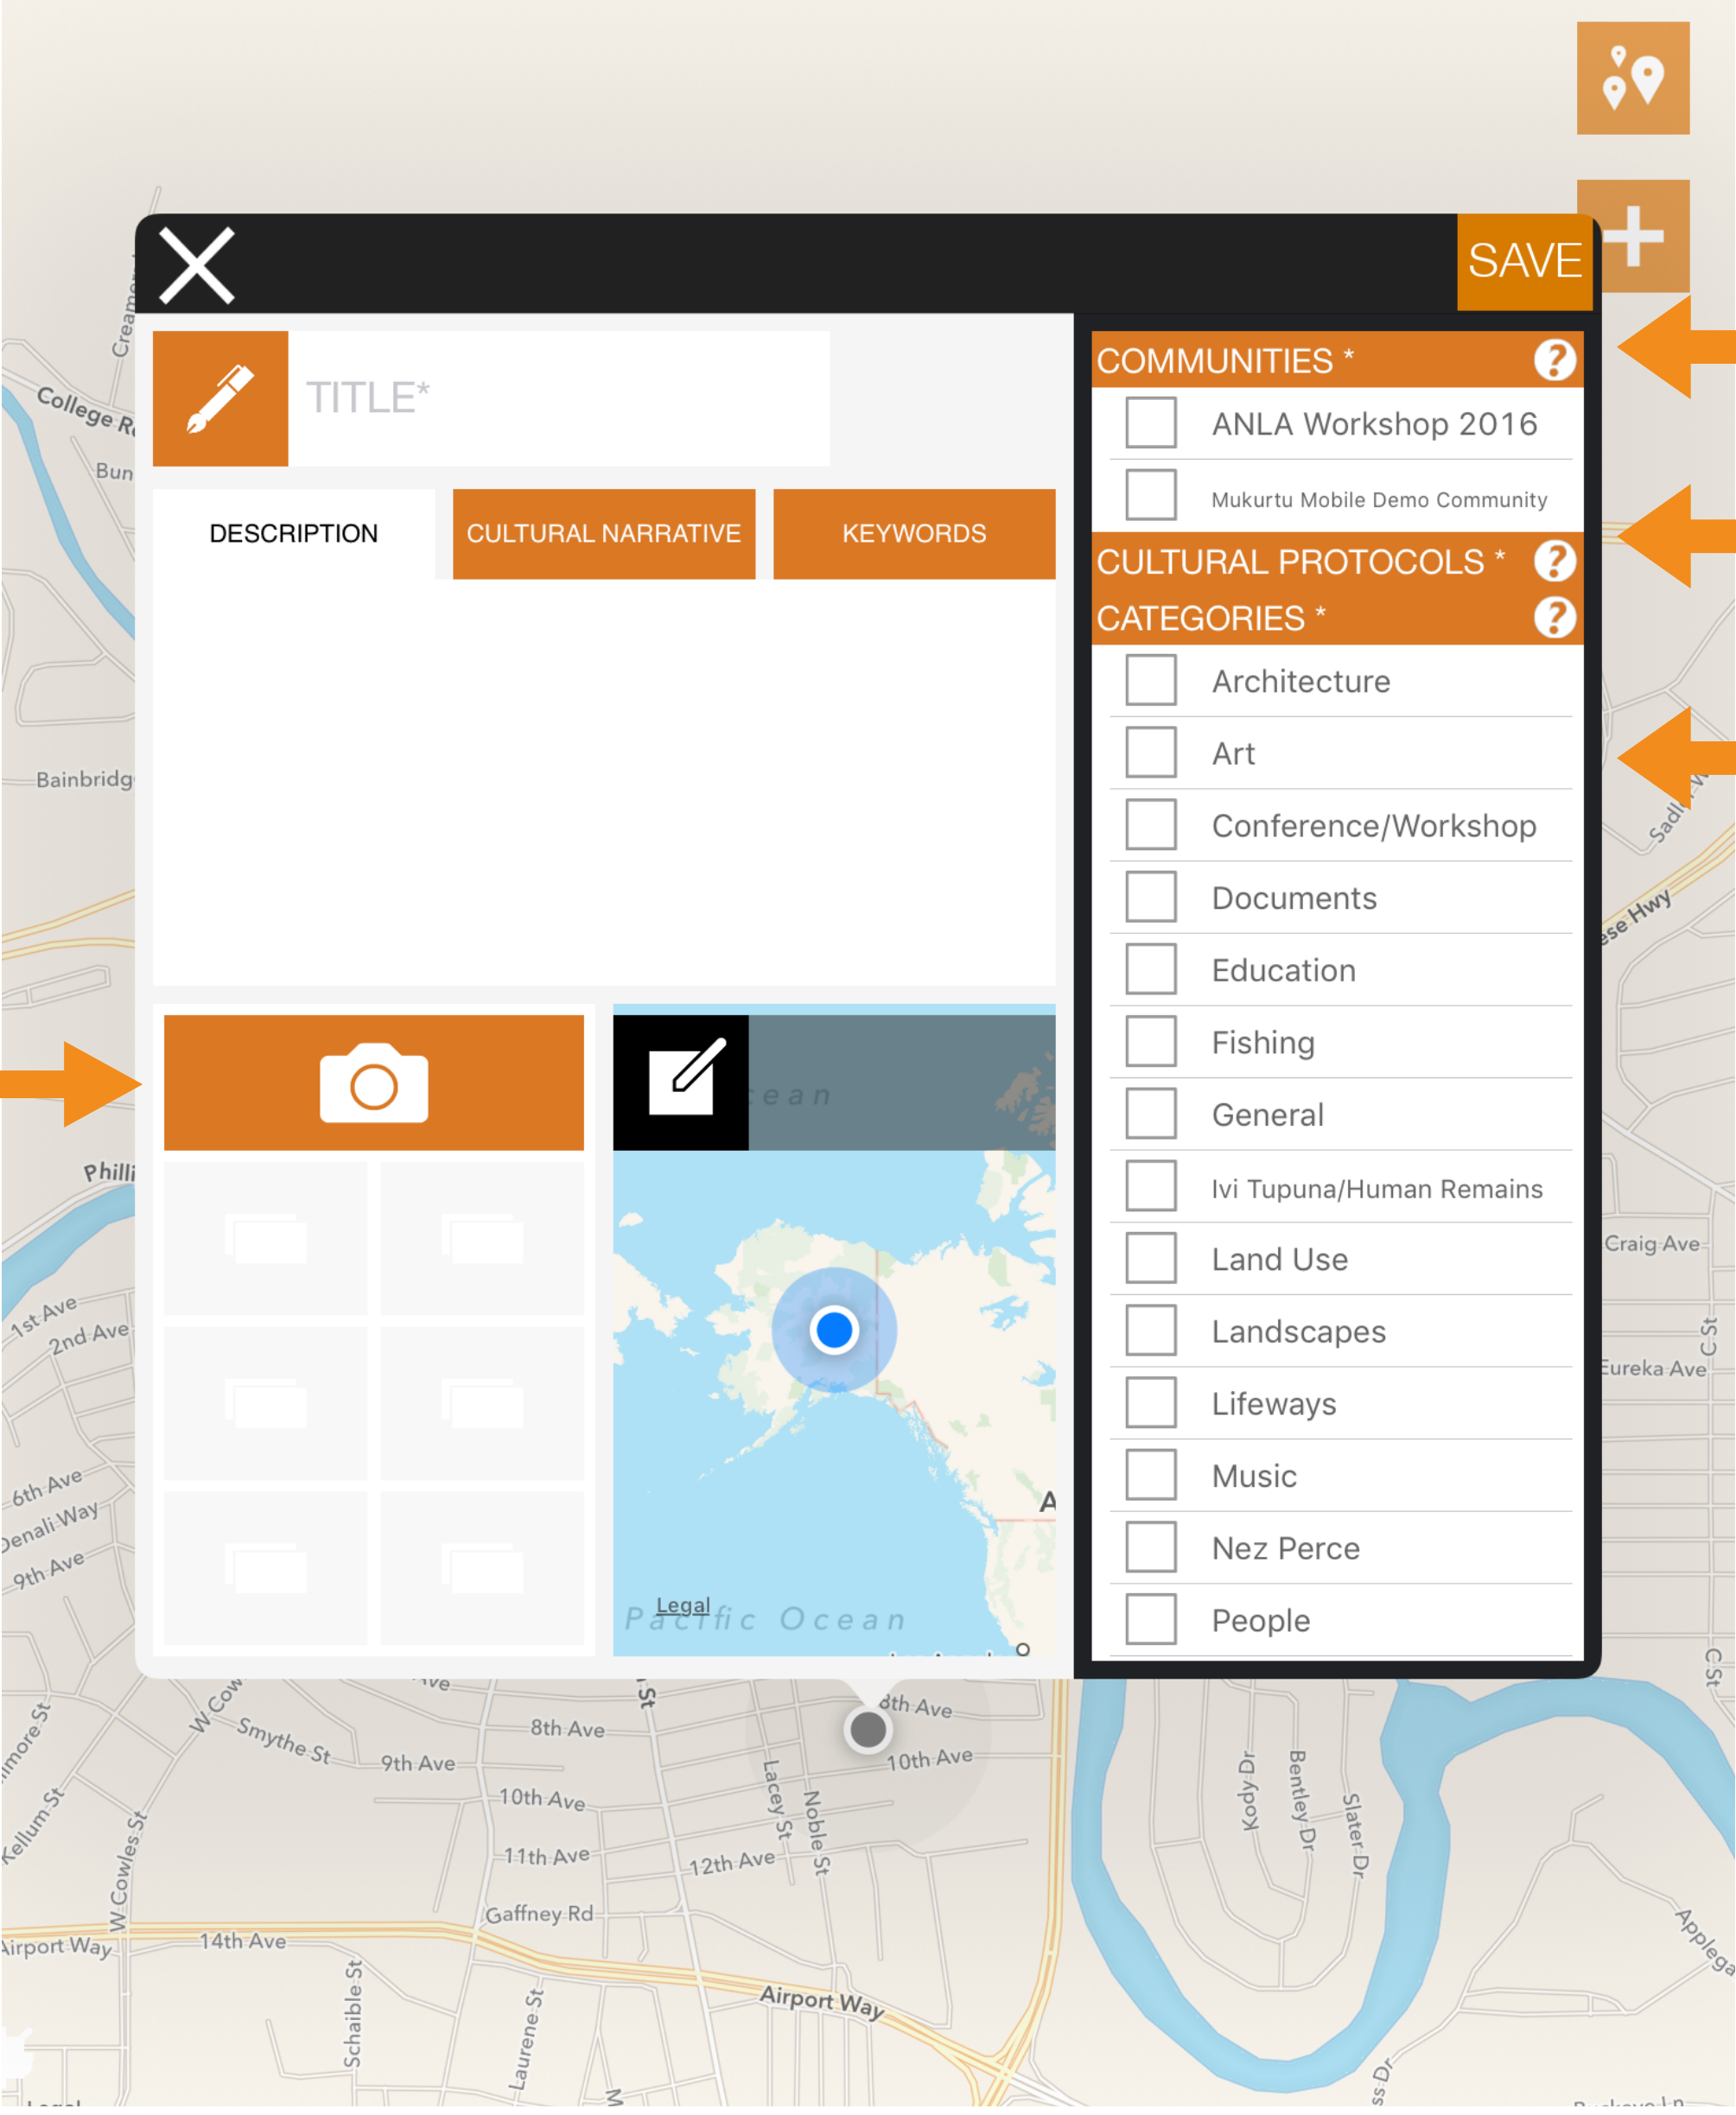 SAVE
TITLE*
DESCRIPTION
CULTURAL NARRATIVE
KEYWORDS
COMMUNITIES *
?
ANLA Workshop 2016
Mukurtu Mobile Demo Community
CULTURAL PROTOCOLS *
?
CATEGORIES *
?
Architecture
Art
Conference/Workshop
Documents
Education
Fishing
General
Ivi Tupuna/Human Remains
Land Use
Landscapes
Lifeways
Music
Nez Perce
People
Legal
Pacific Ocean
College
Craig Ave
Eureka Ave
C St
C St
1st Ave
2nd Ave
6th Ave
Denali Way
9th Ave
8th Ave
Smythe St
9th Ave
8th Ave
10th Ave
10th Ave
Lacey St
Noble St
11th Ave
12th Ave
Kellum St
W Cowles St
Gaffney Rd
Airport Way
14th Ave
Schaible St
Laurene St
Airport Way
Kody Dr
Bentley Dr
Slater Dr